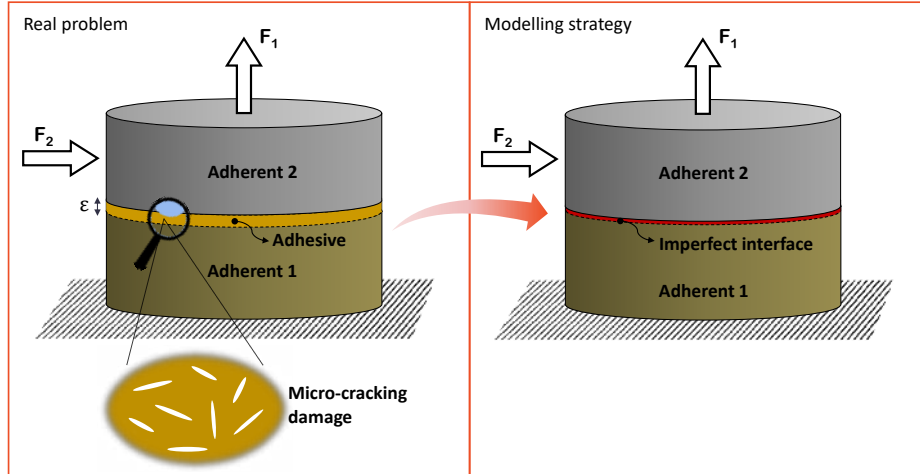 Real problem
F₁
F₂
Adherent 2
ε
Adhesive
Adherent 1
Micro-cracking
damage
Modelling strategy
F₁
F₂
Adherent 2
Imperfect interface
Adherent 1